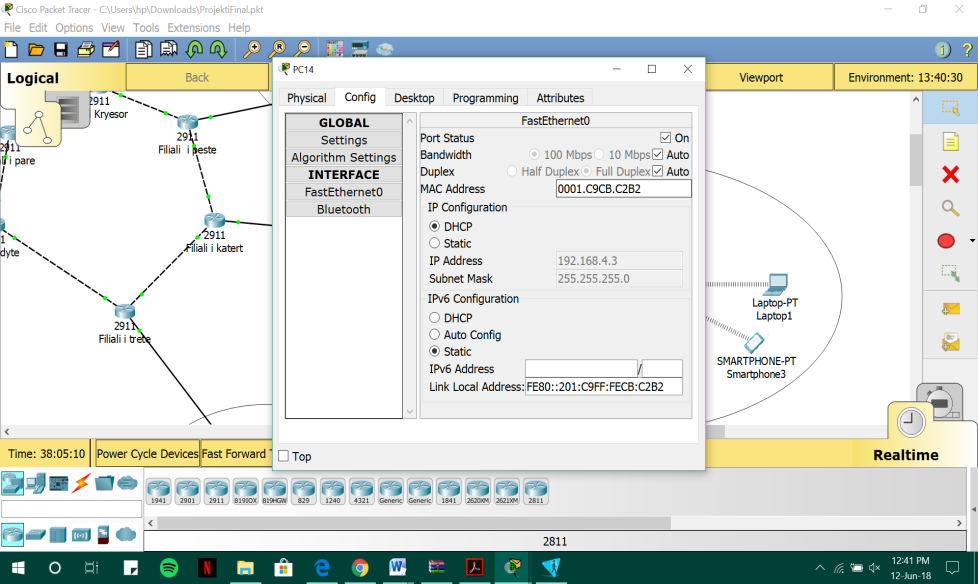 Cisco Packet Tracer - C:\Users\hp\Downloads\ProjektiFinal.pkt
File Edit Options View Tools Extensions Help
Logical
Back
Viewport
Environment: 13:40:30
2911
i Kryesor
2911
Filiali i peste
2911
2911
Filiali i katert
dyte
2911
Filiali i trete
PC14
Physical Config Desktop Programming Attributes
GLOBAL
Settings
Algorithm Settings
INTERFACE
FastEthernet0
Bluetooth
FastEthernet0
Port Status On
Bandwidth 100 Mbps 10 Mbps Auto
Duplex Half Duplex Full Duplex Auto
MAC Address 0001.C9CB.C2B2
IP Configuration
DHCP
Static
IP Address 192.168.4.3
Subnet Mask 255.255.255.0
IPv6 Configuration
DHCP
Auto Config
Static
IPv6 Address /
Link Local Address: FE80::201:C9FF:FECB:C2B2
Top
Laptop-PT
Laptop1
SMARTPHONE-PT
Smartphone3
Time: 38:05:10 Power Cycle Devices Fast Forward
Realtime
1941 2901 2911 819IOX 819HGW 829 1240 4321 Generic Generic 1841 2620XM 2621XM 2811
2811
12:41 PM
12-Jun-18